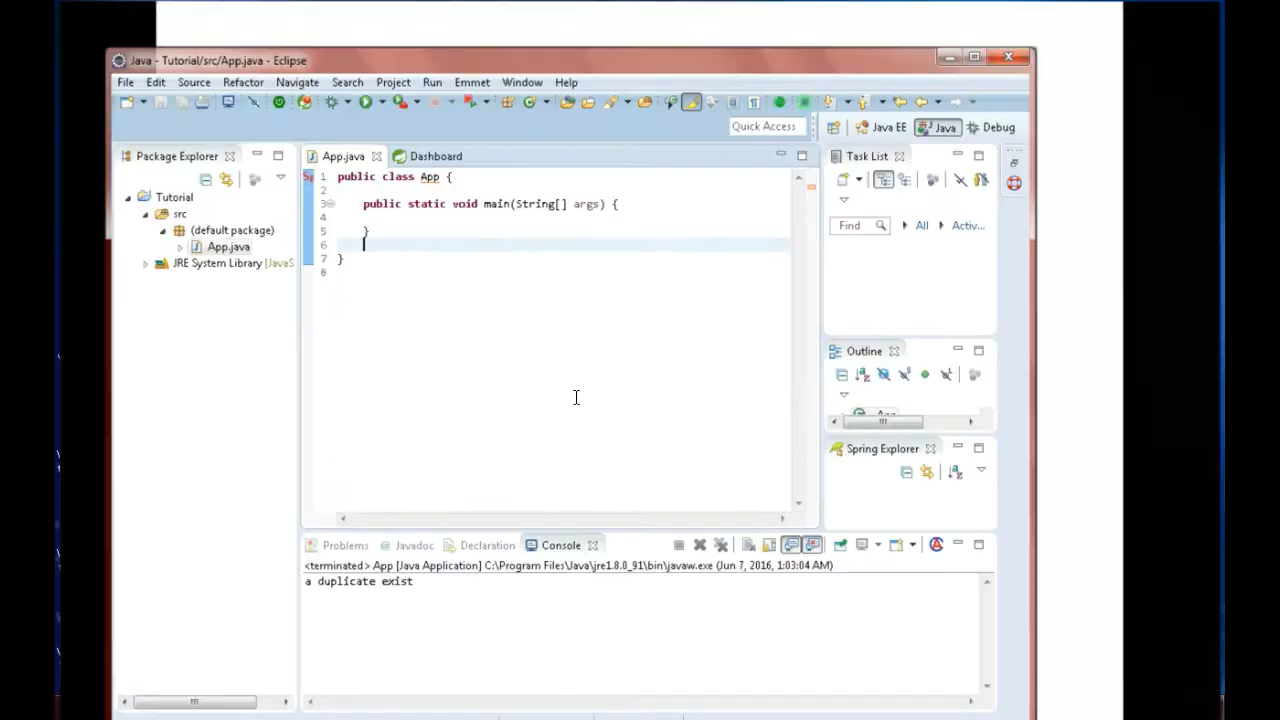 Java - Tutorial/src/App.java - Eclipse
File Edit Source Refactor Navigate Search Project Run Emmet Window Help
Quick Access
Java EE
Java
Debug
Package Explorer
Tutorial
src
(default package)
App.java
JRE System Library [JavaS
App.java
Dashboard
1 public class App {
2
3 public static void main(String[] args) {
4
5 }
6
7 }
8
Task List
Find
All
Activ...
Outline
App
Spring Explorer
Problems
Javadoc
Declaration
Console
<terminated> App [Java Application] C:\Program Files\Java\jre1.8.0_91\bin\javaw.exe (Jun 7, 2016, 1:03:04 AM)
a duplicate exist